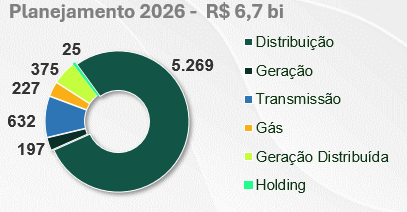 Planejamento 2026 - R$ 6,7 bi
25
375
227
632
197
5.269
Distribuição
Geração
Transmissão
Gás
Geração Distribuída
Holding